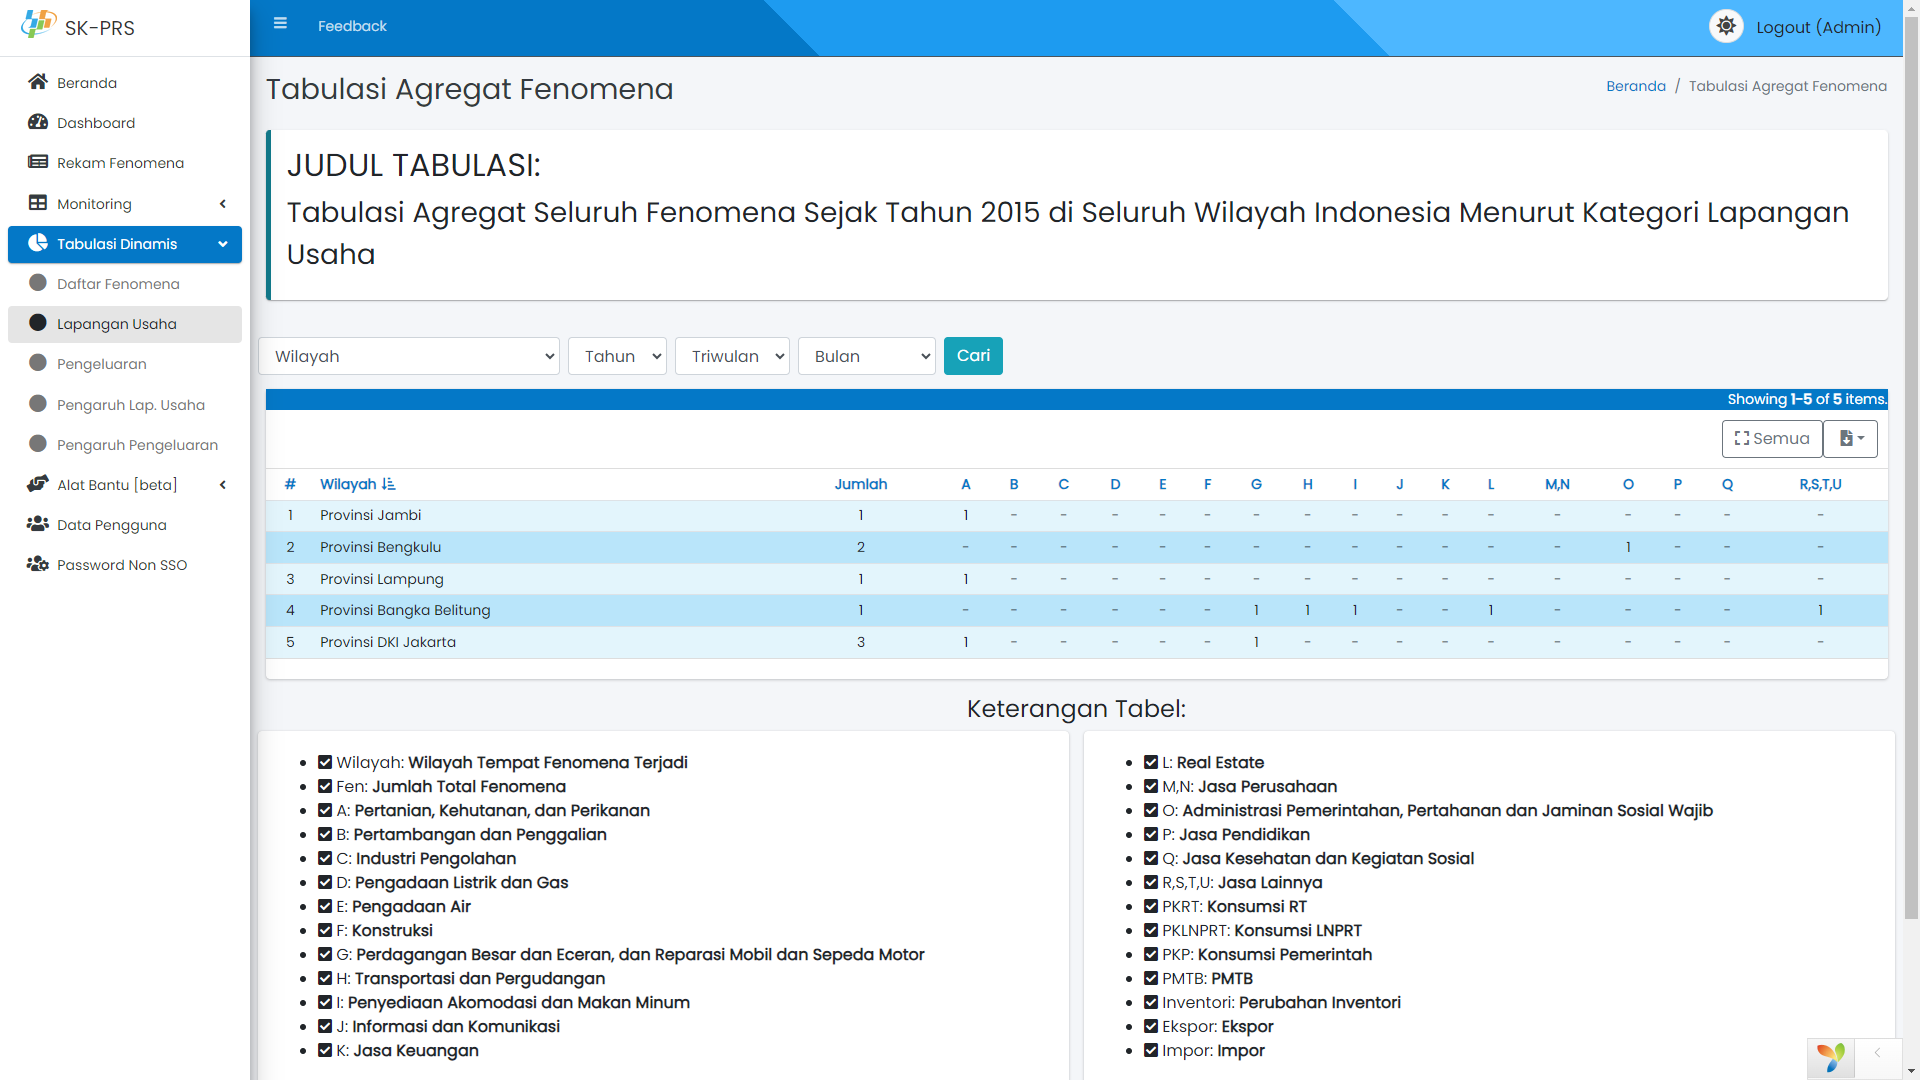 SK-PRS
Feedback
Logout (Admin)
Beranda
Dashboard
Rekam Fenomena
Monitoring
Tabulasi Dinamis
Daftar Fenomena
Lapangan Usaha
Pengeluaran
Pengaruh Lap. Usaha
Pengaruh Pengeluaran
Alat Bantu [beta]
Data Pengguna
Password Non SSO
Tabulasi Agregat Fenomena
Beranda / Tabulasi Agregat Fenomena
JUDUL TABULASI:
Tabulasi Agregat Seluruh Fenomena Sejak Tahun 2015 di Seluruh Wilayah Indonesia Menurut Kategori Lapangan
Usaha
Wilayah Tahun Triwulan Bulan Cari
Showing 1-5 of 5 items.
Semua
# Wilayah Jumlah A B C D E F G H I J K L M,N O P Q R,S,T,U
1 Provinsi Jambi 1 1 - - - - - - - - - - - - - - - -
2 Provinsi Bengkulu 2 - - - - - - - - - - - - - 1 - - -
3 Provinsi Lampung 1 1 - - - - - - - - - - - - - - - -
4 Provinsi Bangka Belitung 1 - - - - - - 1 1 1 - - 1 - - - - 1
5 Provinsi DKI Jakarta 3 1 - - - - - 1 - - - - - - - - - -
Keterangan Tabel:
Wilayah: Wilayah Tempat Fenomena Terjadi
Fen: Jumlah Total Fenomena
A: Pertanian, Kehutanan, dan Perikanan
B: Pertambangan dan Penggalian
C: Industri Pengolahan
D: Pengadaan Listrik dan Gas
E: Pengadaan Air
F: Konstruksi
G: Perdagangan Besar dan Eceran, dan Reparasi Mobil dan Sepeda Motor
H: Transportasi dan Pergudangan
I: Penyediaan Akomodasi dan Makan Minum
J: Informasi dan Komunikasi
K: Jasa Keuangan
L: Real Estate
M,N: Jasa Perusahaan
O: Administrasi Pemerintahan, Pertahanan dan Jaminan Sosial Wajib
P: Jasa Pendidikan
Q: Jasa Kesehatan dan Kegiatan Sosial
R,S,T,U: Jasa Lainnya
PKRT: Konsumsi RT
PKLNPRT: Konsumsi LNPRT
PKP: Konsumsi Pemerintah
PMTB: PMTB
Inventori: Perubahan Inventori
Ekspor: Ekspor
Impor: Impor